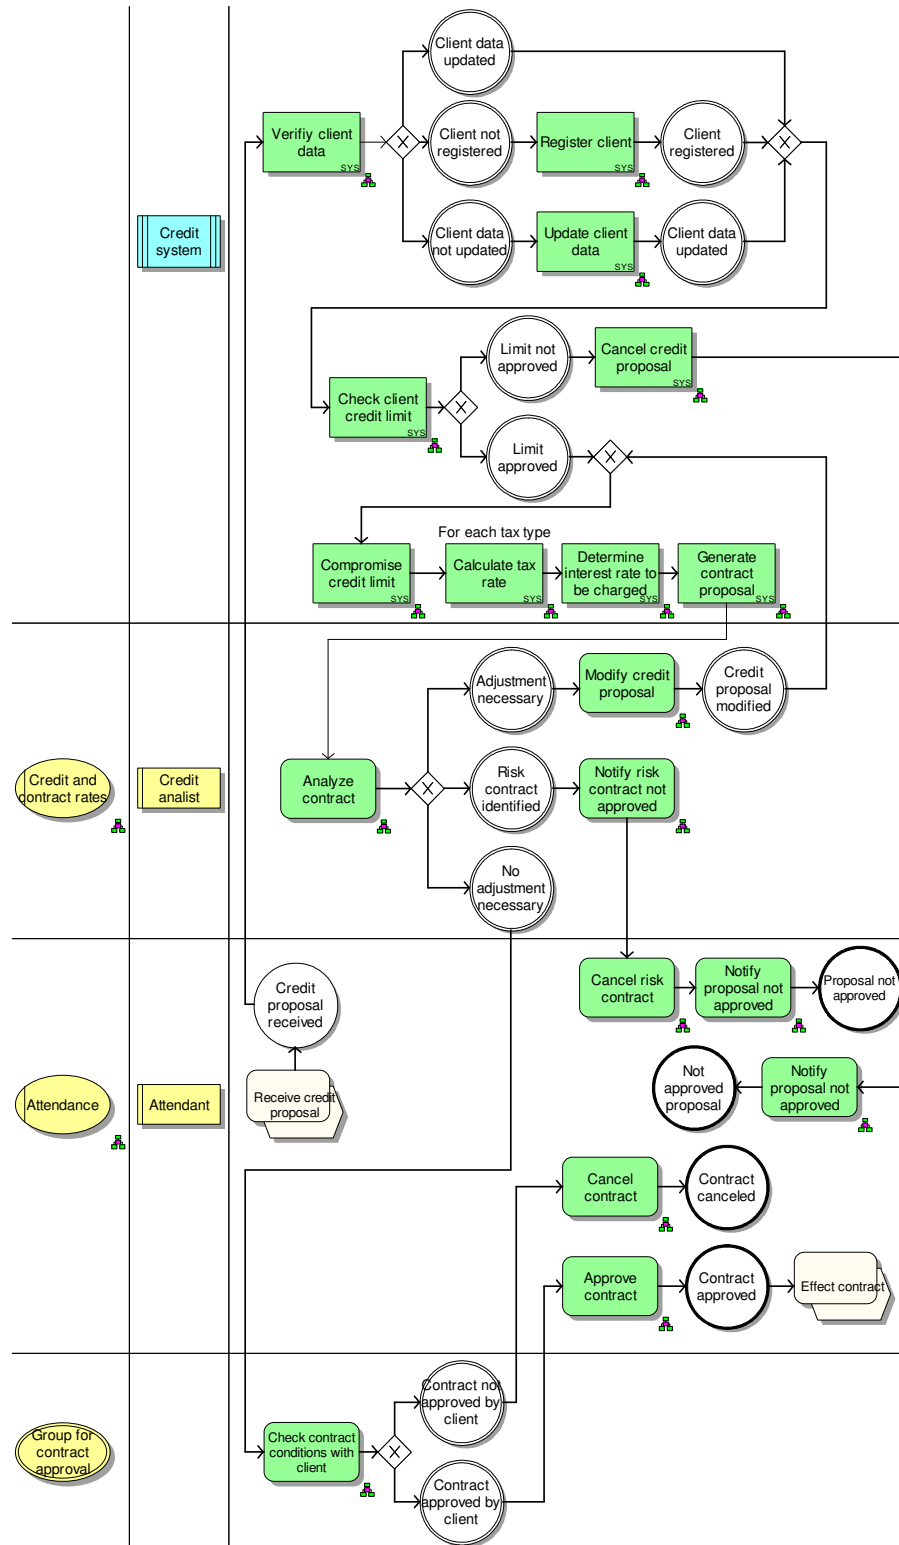 Client data
updated
Verifiy client
data
SYS
X
Client not
registered
Register client
SYS
Client
registered
X
Client data
not updated
Update client
data
SYS
Client data
updated
Credit
system
Limit not
approved
Cancel credit
proposal
SYS
Check client
credit limit
SYS
X
Limit
approved
X
For each tax type
Compromise
credit limit
SYS
Calculate tax
rate
SYS
Determine
interest rate to
be charged
SYS
Generate
contract
proposal
SYS
Adjustment
necessary
Modify credit
proposal
Credit
proposal
modified
Credit and
contract rates
Credit
analist
Analyze
contract
X
Risk
contract
identified
Notify risk
contract not
approved
No
adjustment
necessary
Credit
proposal
received
Cancel risk
contract
Notify
proposal not
approved
Proposal not
approved
Attendance
Attendant
Receive credit
proposal
Not
approved
proposal
Notify
proposal not
approved
Cancel
contract
Contract
canceled
Approve
contract
Contract
approved
Effect contract
Group for
contract
approval
Check contract
conditions with
client
X
Contract not
approved by
client
Contract
approved by
client